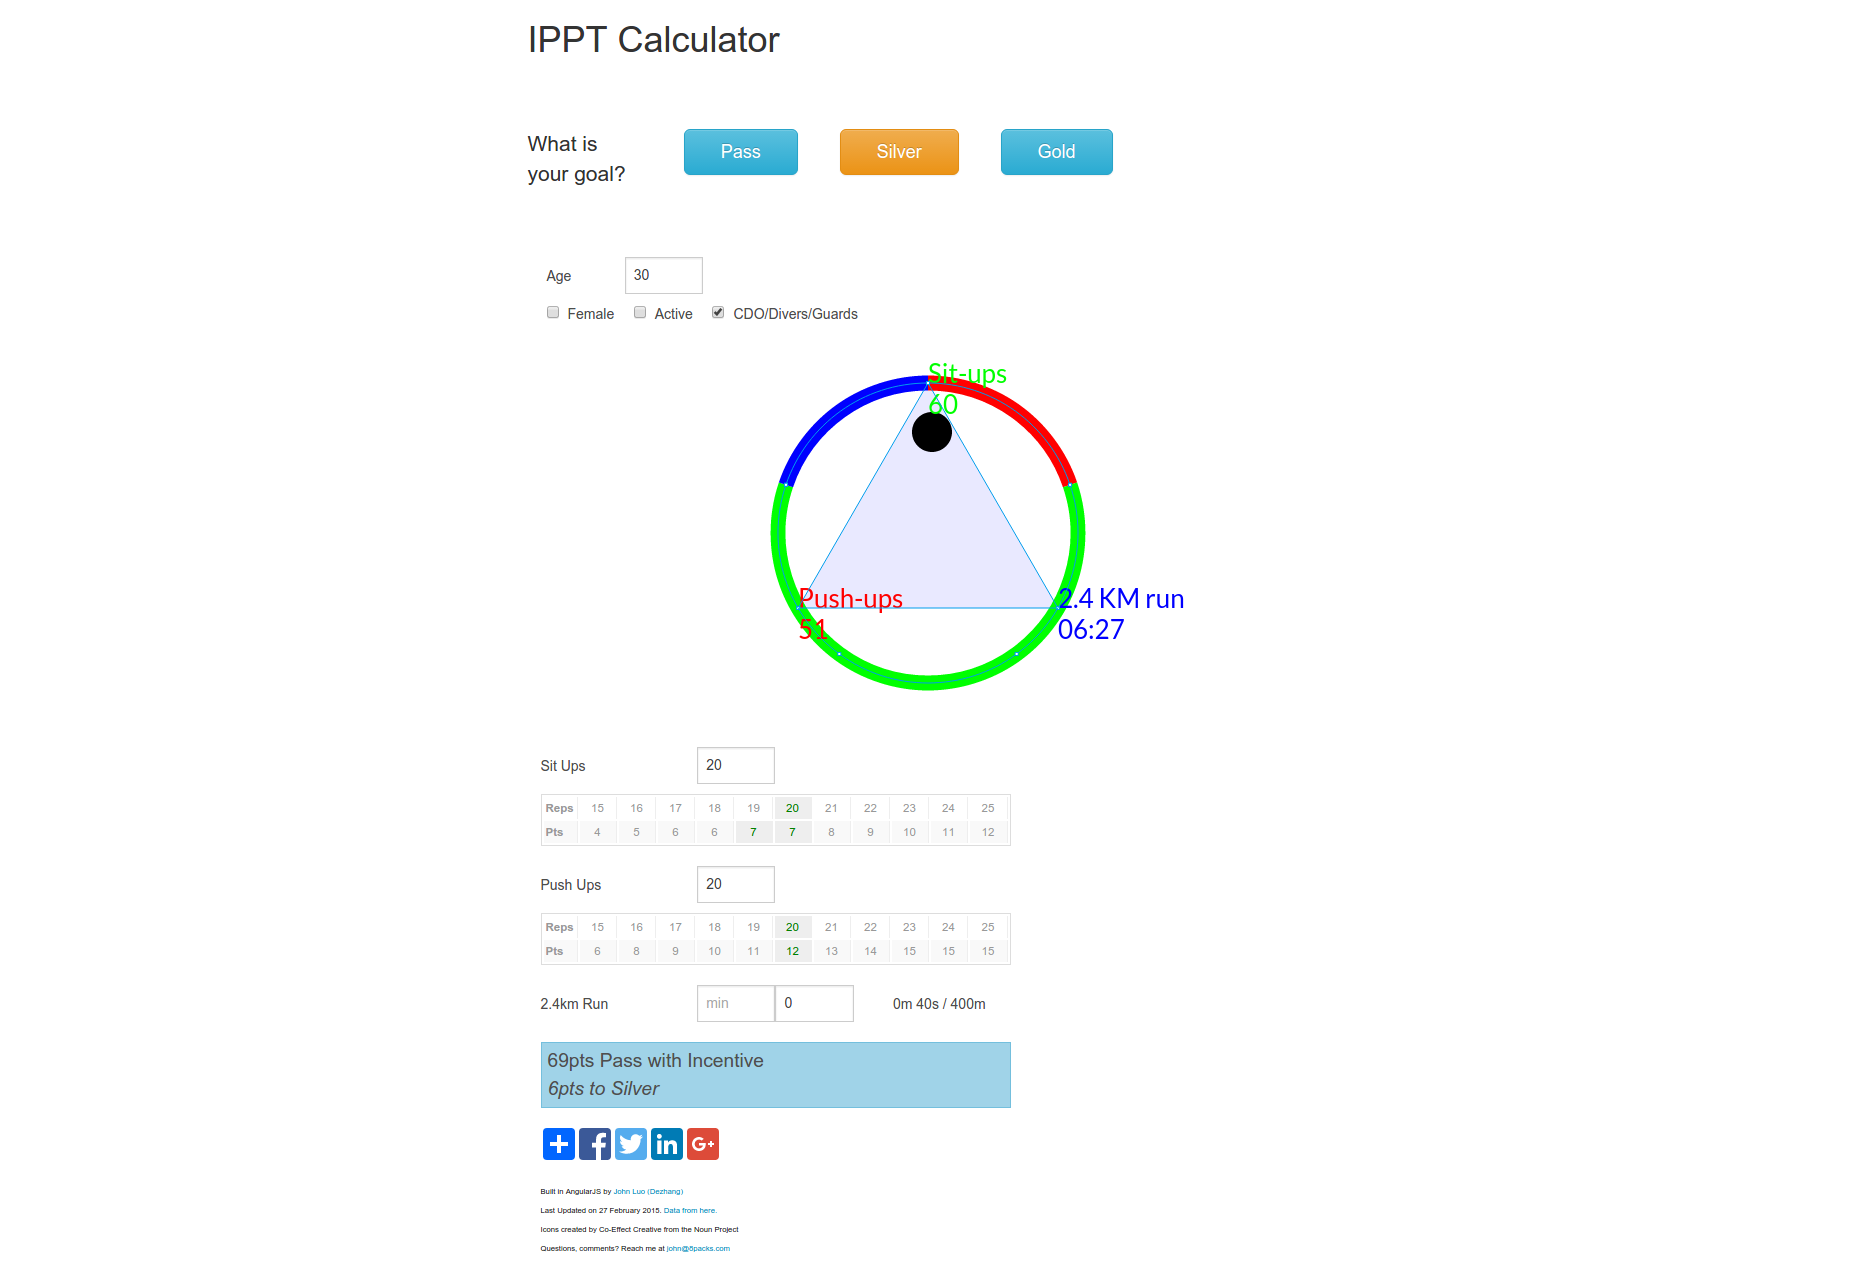 IPPT Calculator
What is
your goal?
Pass
Silver
Gold
Age
30
Female
Active
CDO/Divers/Guards
Sit-ups
60
Push-ups
51
2.4 KM run
06:27
Sit Ups
20
Reps 15 16 17 18 19 20 21 22 23 24 25
Pts 4 5 6 6 7 7 8 9 10 11 12
Push Ups
20
Reps 15 16 17 18 19 20 21 22 23 24 25
Pts 6 8 9 10 11 12 13 14 15 15 15
2.4km Run
min
0
0m 40s / 400m
69pts Pass with Incentive
6pts to Silver
Built in AngularJS by John Luo (Dezhang)
Last Updated on 27 February 2015. Data from here.
Icons created by Co-Effect Creative from the Noun Project
Questions, comments? Reach me at john@8packs.com